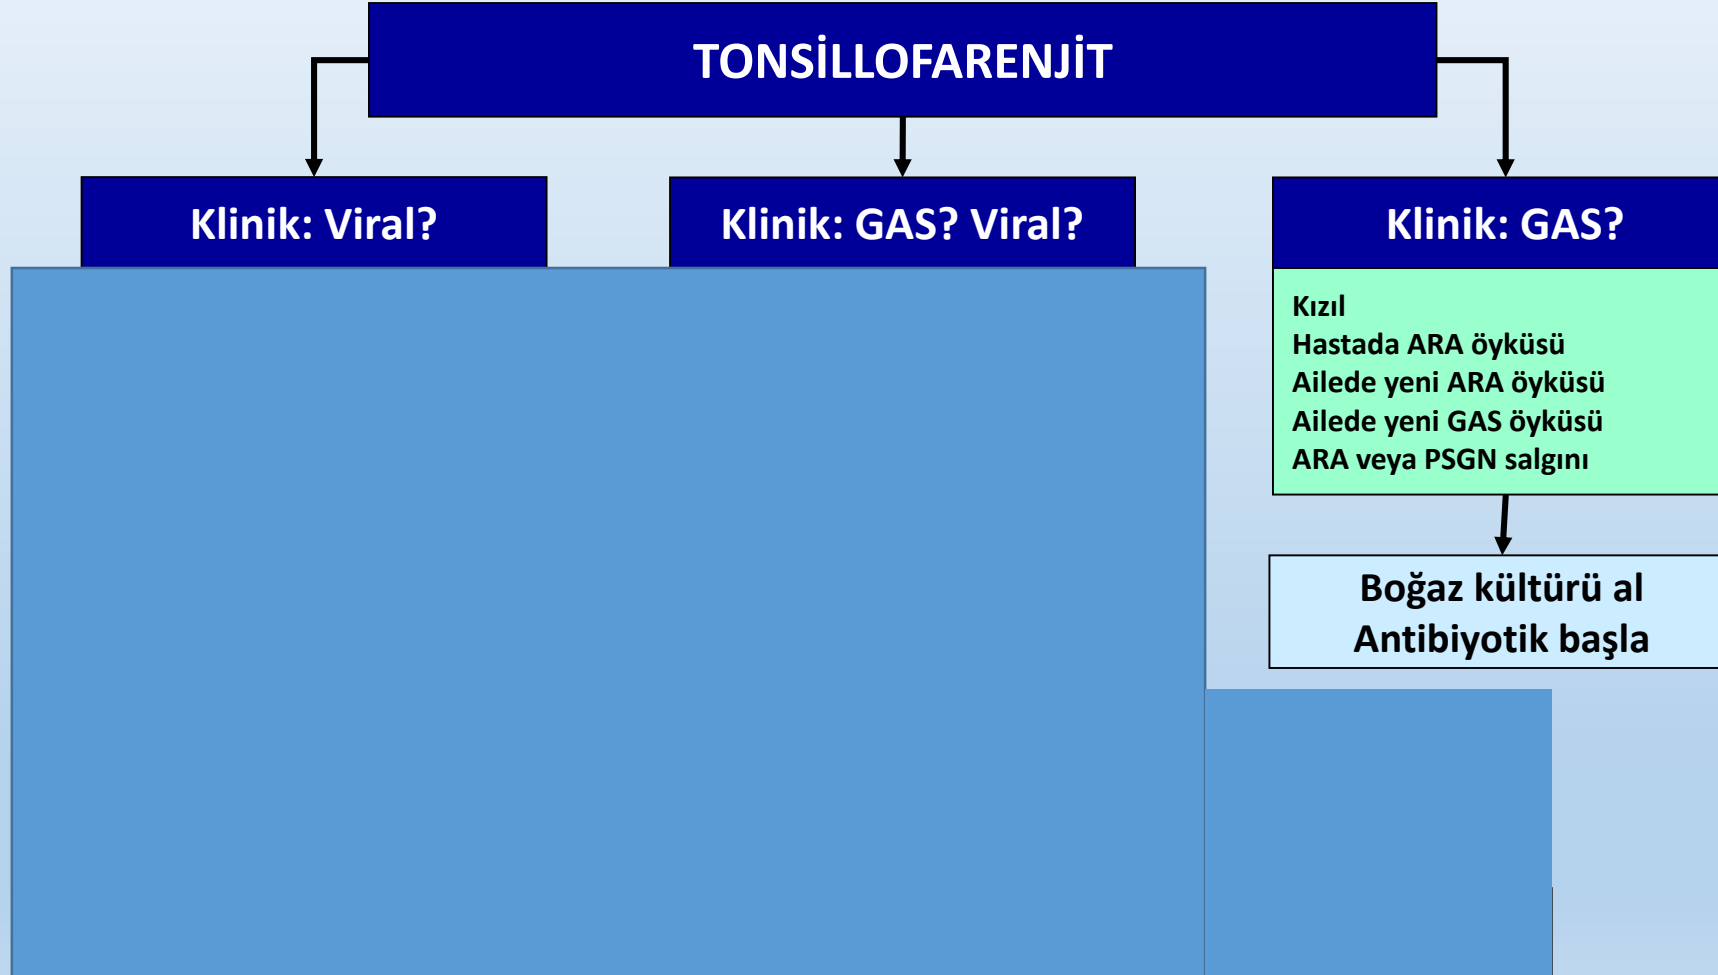 TONSİLLOFARENJİT
Klinik: Viral?
Klinik: GAS? Viral?
Klinik: GAS?
Kızıl
Hastada ARA öyküsü
Ailede yeni ARA öyküsü
Ailede yeni GAS öyküsü
ARA veya PSGN salgını
Boğaz kültürü al
Antibiyotik başla